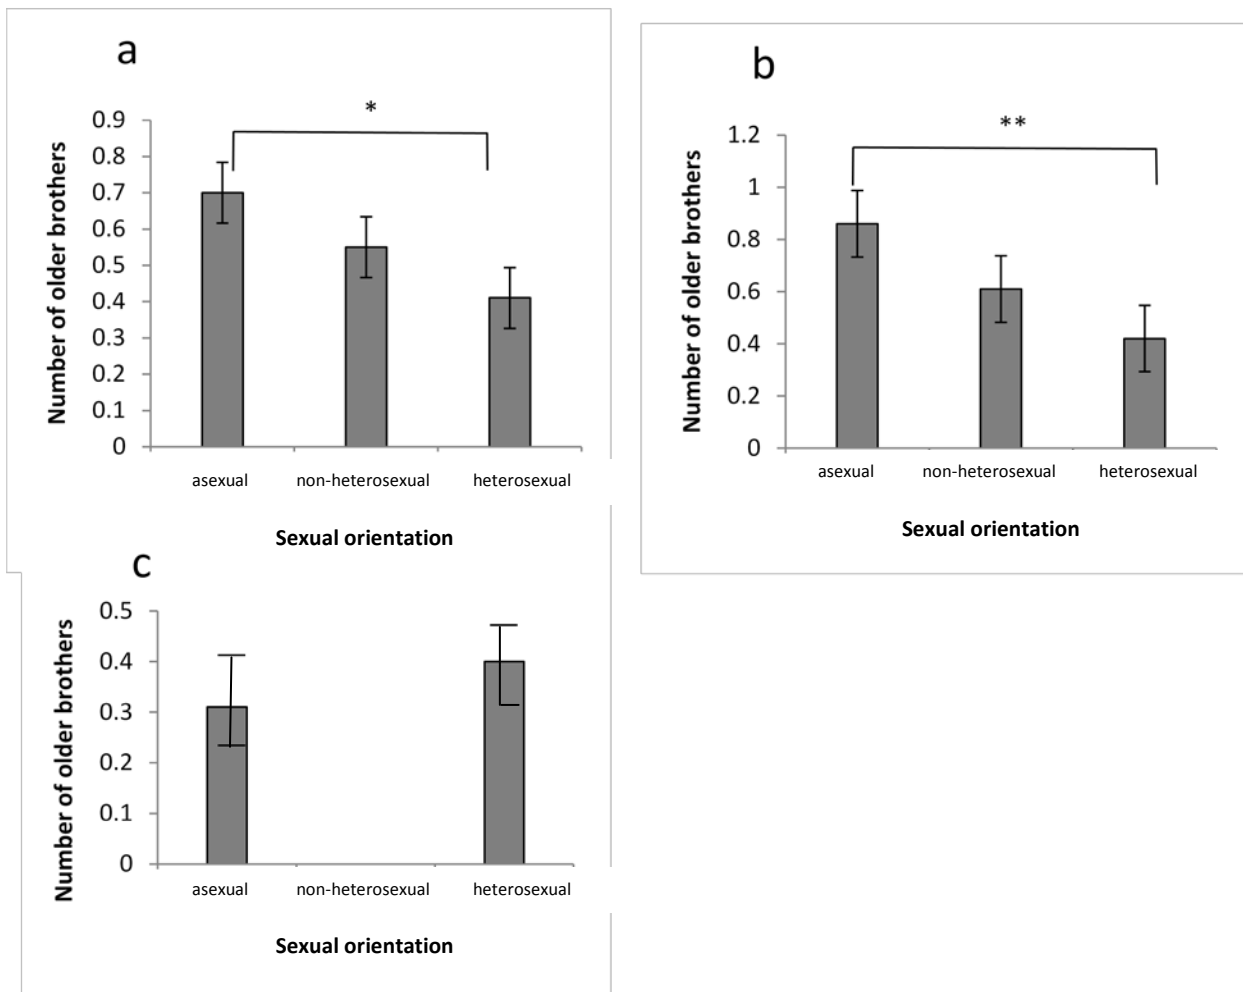 a
*
Number of older brothers
0.9
0.8
0.7
0.6
0.5
0.4
0.3
0.2
0.1
0
asexual non-heterosexual heterosexual
Sexual orientation
b
**
Number of older brothers
1.2
1
0.8
0.6
0.4
0.2
0
asexual non-heterosexual heterosexual
Sexual orientation
c
Number of older brothers
0.5
0.4
0.3
0.2
0.1
0
asexual non-heterosexual heterosexual
Sexual orientation